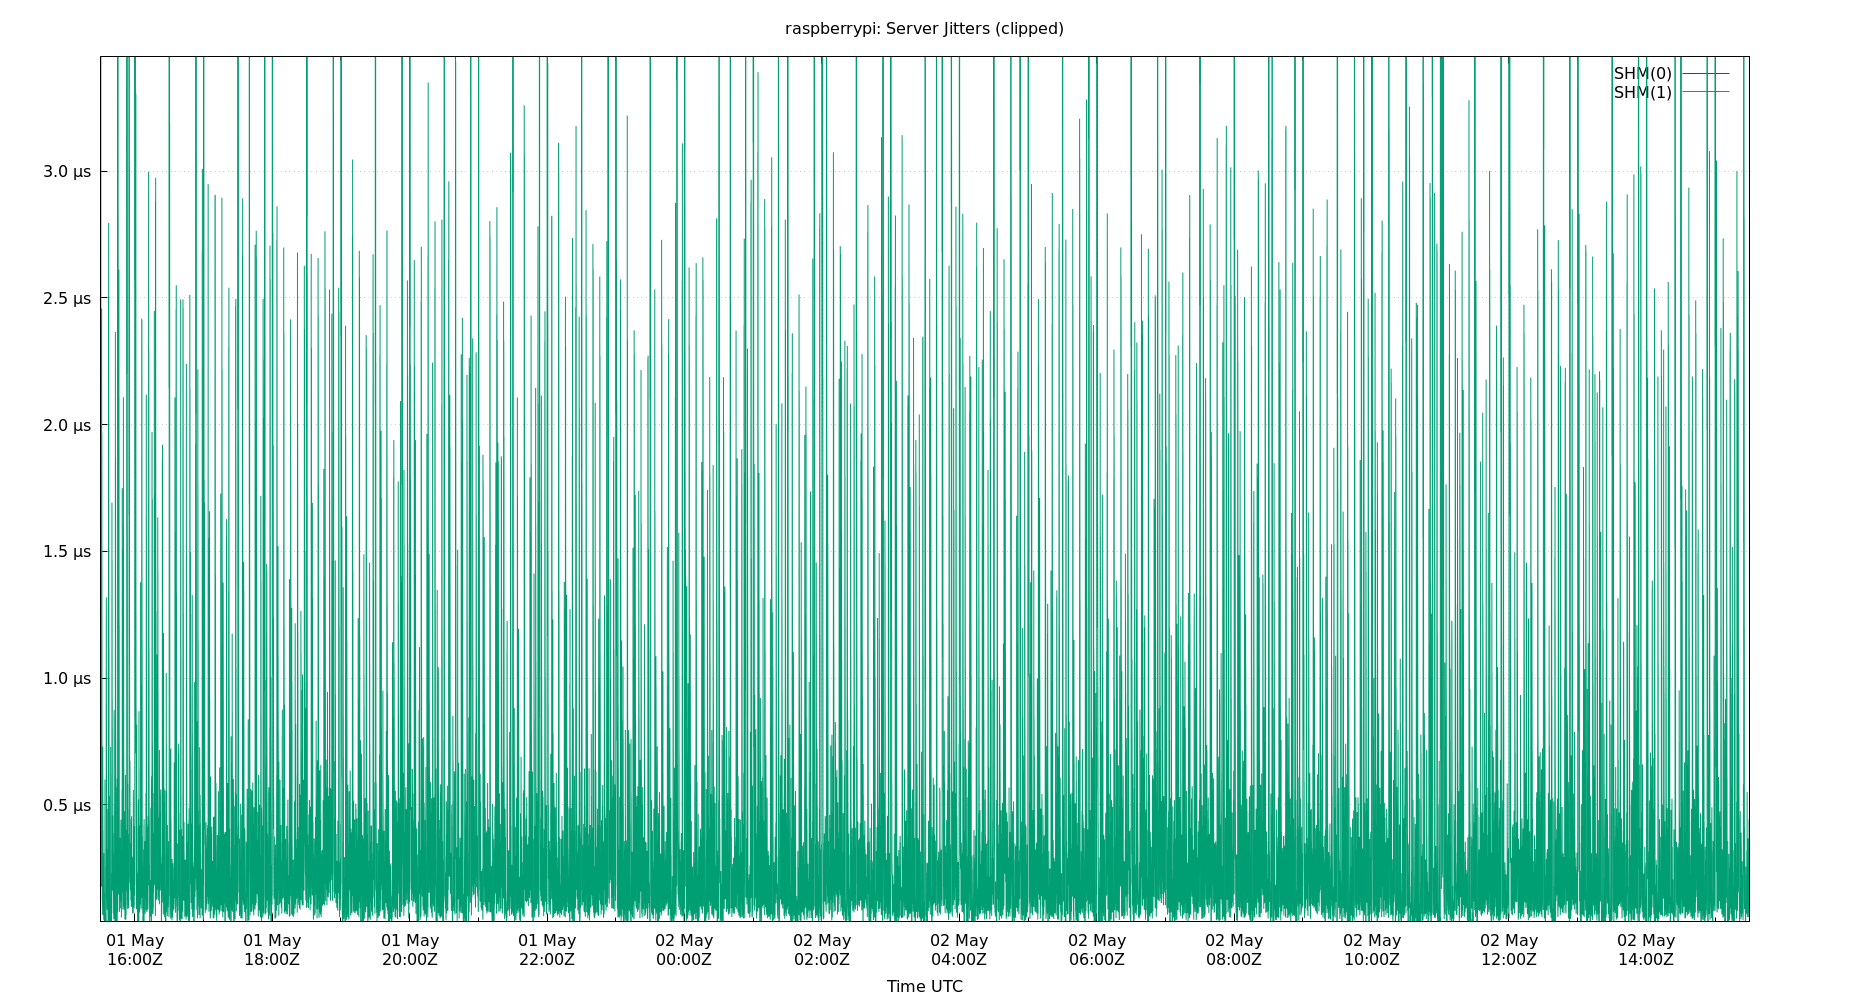 raspberrypi: Server Jitters (clipped)
SHM(0)
SHM(1)
3.0 µs
2.5 µs
2.0 µs
1.5 µs
1.0 µs
0.5 µs
01 May 01 May 01 May 01 May 02 May 02 May 02 May 02 May 02 May 02 May 02 May 02 May
16:00Z 18:00Z 20:00Z 22:00Z 00:00Z 02:00Z 04:00Z 06:00Z 08:00Z 10:00Z 12:00Z 14:00Z
Time UTC